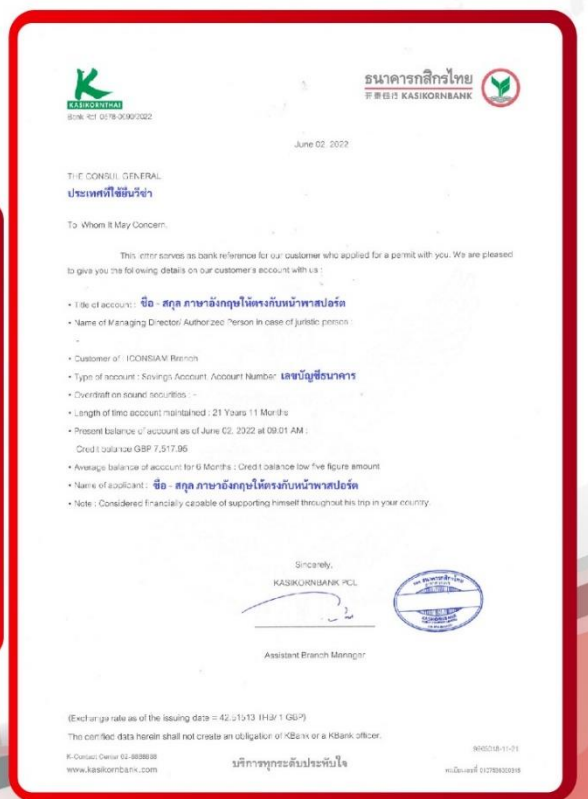 KASIKORNTHAI
Bank Ref. 0878-0090/2022
ธนาคารกสิกรไทย
开泰银行 KASIKORNBANK
June 02, 2022
THE CONSUL GENERAL
ประเทศที่ใช้ยื่นวีซ่า
To Whom It May Concern,
This letter serves as bank reference for our customer who applied for a permit with you. We are pleased
to give you the following details on our customer's account with us :
• Title of account : ชื่อ - สกุล ภาษาอังกฤษให้ตรงกับหน้าพาสปอร์ต
• Name of Managing Director/ Authorized Person in case of juristic person :
-
• Customer of : ICONSIAM Branch
• Type of account : Savings Account, Account Number เลขบัญชีธนาคาร
• Overdraft on sound securities : -
• Length of time account maintained : 21 Years 11 Months
• Present balance of account as of June 02, 2022 at 09.01 AM :
Credit balance GBP 7,517.95
• Average balance of account for 6 Months : Credit balance low five figure amount
• Name of applicant : ชื่อ - สกุล ภาษาอังกฤษให้ตรงกับหน้าพาสปอร์ต
• Note : Considered financially capable of supporting himself throughout his trip in your country.
Sincerely,
KASIKORNBANK PCL
Assistant Branch Manager
(Exchange rate as of the issuing date = 42.51513 THB/ 1 GBP)
The certified data herein shall not create an obligation of KBank or a KBank officer.
K-Contact Center 02-8888888
www.kasikornbank.com
บริการทุกระดับประทับใจ